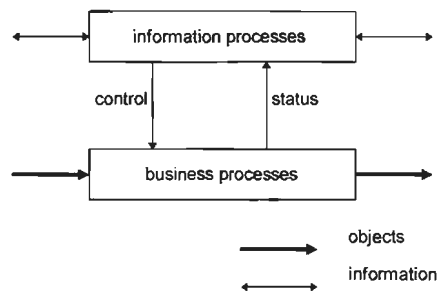 information processes
control
status
business processes
objects
information